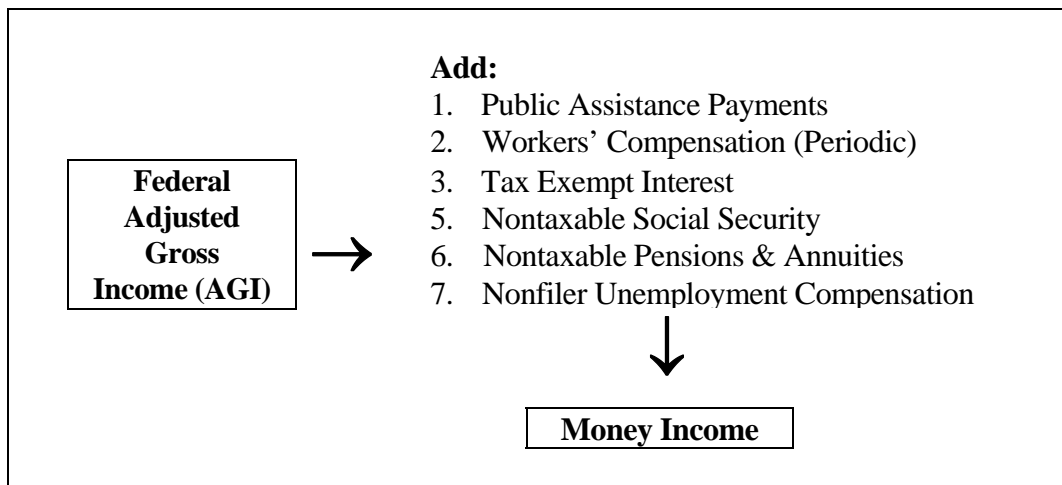 Federal
Adjusted
Gross
Income (AGI)
Add:
1. Public Assistance Payments
2. Workers’ Compensation (Periodic)
3. Tax Exempt Interest
5. Nontaxable Social Security
6. Nontaxable Pensions & Annuities
7. Nonfiler Unemployment Compensation
Money Income